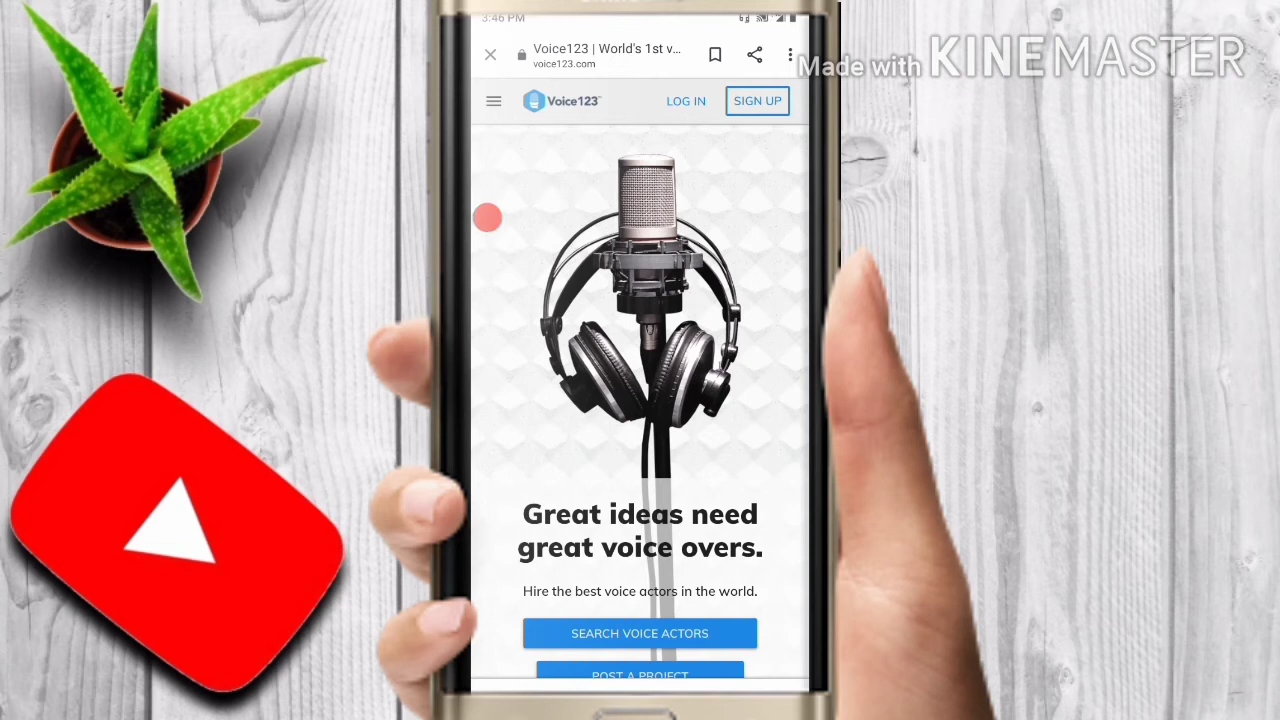 3:46 PM
Voice123 | World's 1st v...
voice123.com
Made with KINEMASTER
Voice123
LOG IN
SIGN UP
Great ideas need
great voice overs.
Hire the best voice actors in the world.
SEARCH VOICE ACTORS
POST A PROJECT